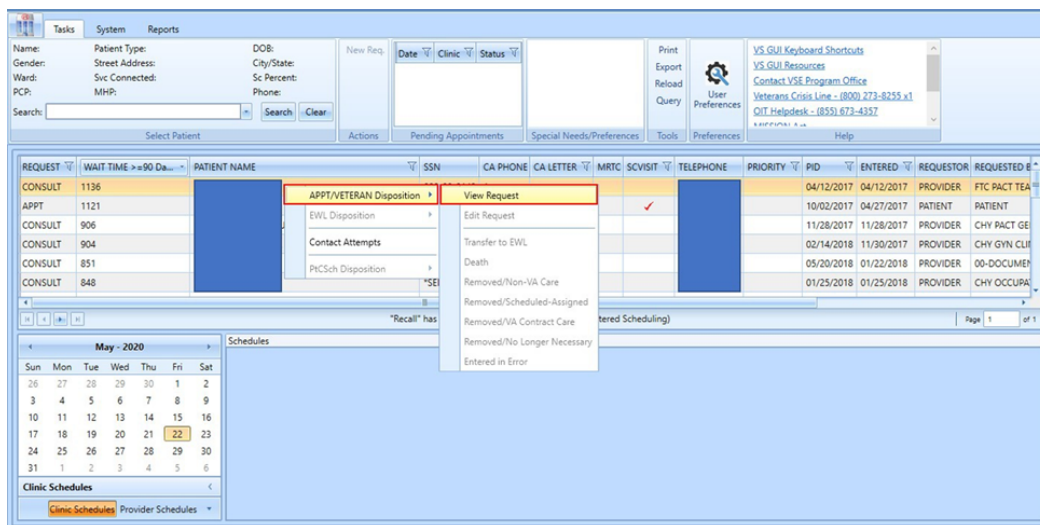 Tasks System Reports
Name: Patient Type: DOB:
Gender: Street Address: City/State:
Ward: Svc Connected: Sc Percent:
PCP: MHP: Phone:
Search: Search Clear
Select Patient
New Req.
Actions
Date Clinic Status
Pending Appointments
Special Needs/Preferences
Print
Export
Reload
Query
Tools
User
Preferences
Preferences
VS GUI Keyboard Shortcuts
VS GUI Resources
Contact VSE Program Office
Veterans Crisis Line - (800) 273-8255 x1
OIT Helpdesk - (855) 673-4357
Help
REQUEST WAIT TIME >=90 Da... PATIENT NAME SSN CA PHONE CA LETTER MRTC SCVISIT TELEPHONE PRIORITY PID ENTERED REQUESTOR REQUESTED B
CONSULT 1136 04/12/2017 04/12/2017 PROVIDER FTC PACT TEA
APPT 1121 10/02/2017 04/27/2017 PATIENT PATIENT
CONSULT 906 11/28/2017 11/28/2017 PROVIDER CHY PACT GE
CONSULT 904 02/14/2018 11/30/2017 PROVIDER CHY GYN CLI
CONSULT 851 05/20/2018 01/22/2018 PROVIDER 00-DOCUMEN
CONSULT 848 *SE 01/25/2018 01/25/2018 PROVIDER CHY OCCUPA
APPT/VETERAN Disposition
EWL Disposition
Contact Attempts
PtCSch Disposition
View Request
Edit Request
Transfer to EWL
Death
Removed/Non-VA Care
Removed/Scheduled-Assigned
Removed/VA Contract Care
Removed/No Longer Necessary
Entered in Error
"Recall" has tered Scheduling)
Page 1 of 1
May - 2020
Sun Mon Tue Wed Thu Fri Sat
26 27 28 29 30 1 2
3 4 5 6 7 8 9
10 11 12 13 14 15 16
17 18 19 20 21 22 23
24 25 26 27 28 29 30
31 1 2 3 4 5 6
Clinic Schedules
Clinic Schedules Provider Schedules
Schedules